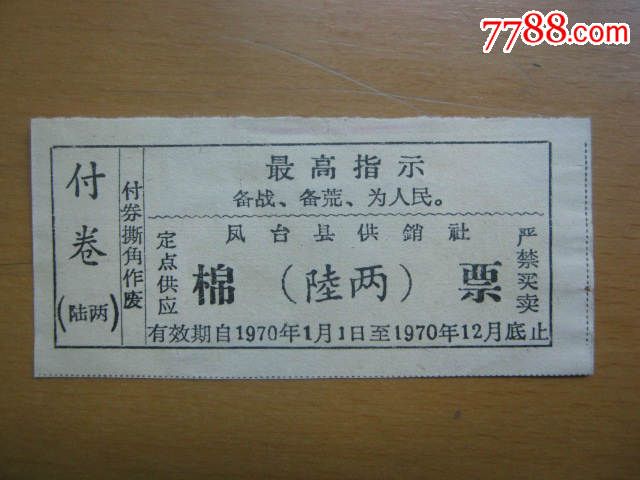 7788.com
付卷
(陆两)
付券撕角作废
最高指示
备战、备荒、为人民。
凤台县供銷社
定点供应
棉(陸两)票
严禁买卖
有效期自1970年1月1日至1970年12月底止